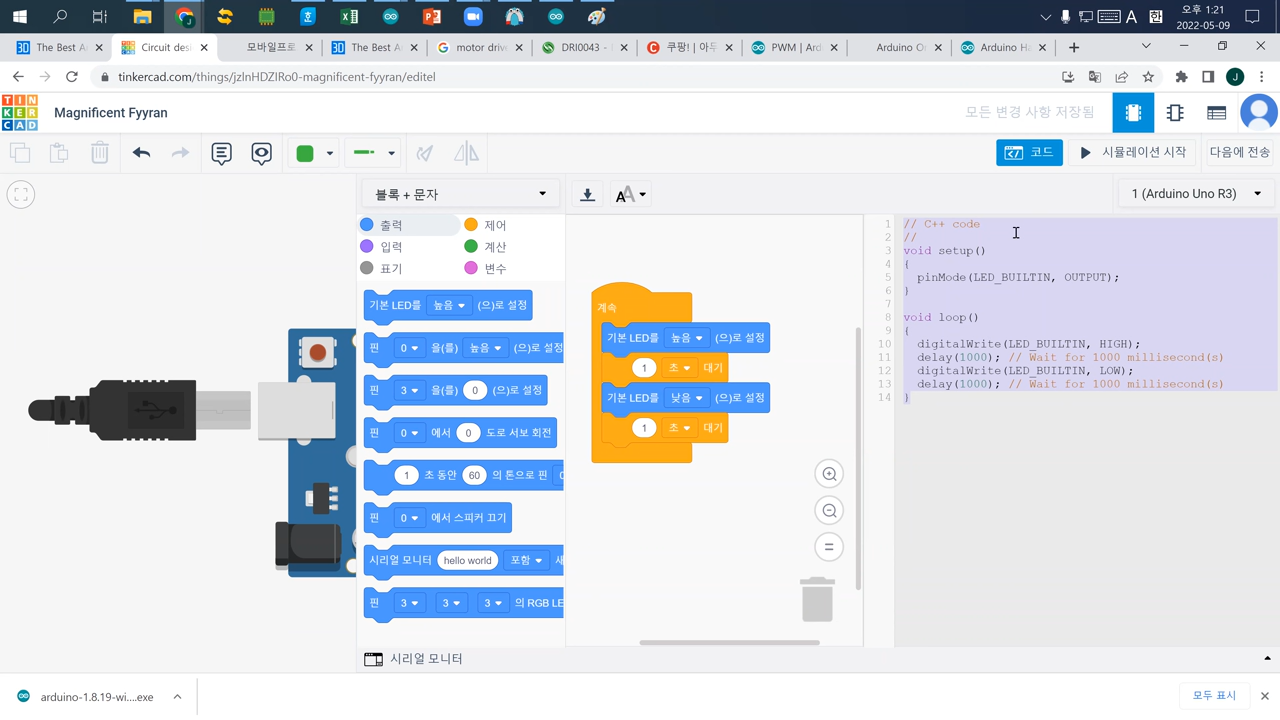 A 한 오후 1:21
2022-05-09
The Best A
Circuit desi
모바일프로
The Best A
motor drive
DRI0043 -
쿠팡! | 아두
PWM | Ard
Arduino O
Arduino Ha
tinkercad.com/things/jzlnHDZlRo0-magnificent-fyyran/editel
J
TIN
KER
CAD
Magnificent Fyyran
모든 변경 사항 저장됨
코드
시뮬레이션 시작
다음에 전송
블록 + 문자
1 (Arduino Uno R3)
출력 제어
입력 계산
표기 변수
기본 LED를 높음 (으)로 설정
핀 0 을(를) 높음 (으)로 설정
핀 3 을(를) 0 (으)로 설정
핀 0 에서 0 도로 서보 회전
1 초 동안 60 의 톤으로 핀
핀 0 에서 스피커 끄기
시리얼 모니터 hello world 포함 새
핀 3 3 3 의 RGB LE
계속
기본 LED를 높음 (으)로 설정
1 초 대기
기본 LED를 낮음 (으)로 설정
1 초 대기
1 // C++ code
2 //
3 void setup()
4 {
5 pinMode(LED_BUILTIN, OUTPUT);
6 }
7
8 void loop()
9 {
10 digitalWrite(LED_BUILTIN, HIGH);
11 delay(1000); // Wait for 1000 millisecond(s)
12 digitalWrite(LED_BUILTIN, LOW);
13 delay(1000); // Wait for 1000 millisecond(s)
14 }
시리얼 모니터
arduino-1.8.19-wi....exe
모두 표시